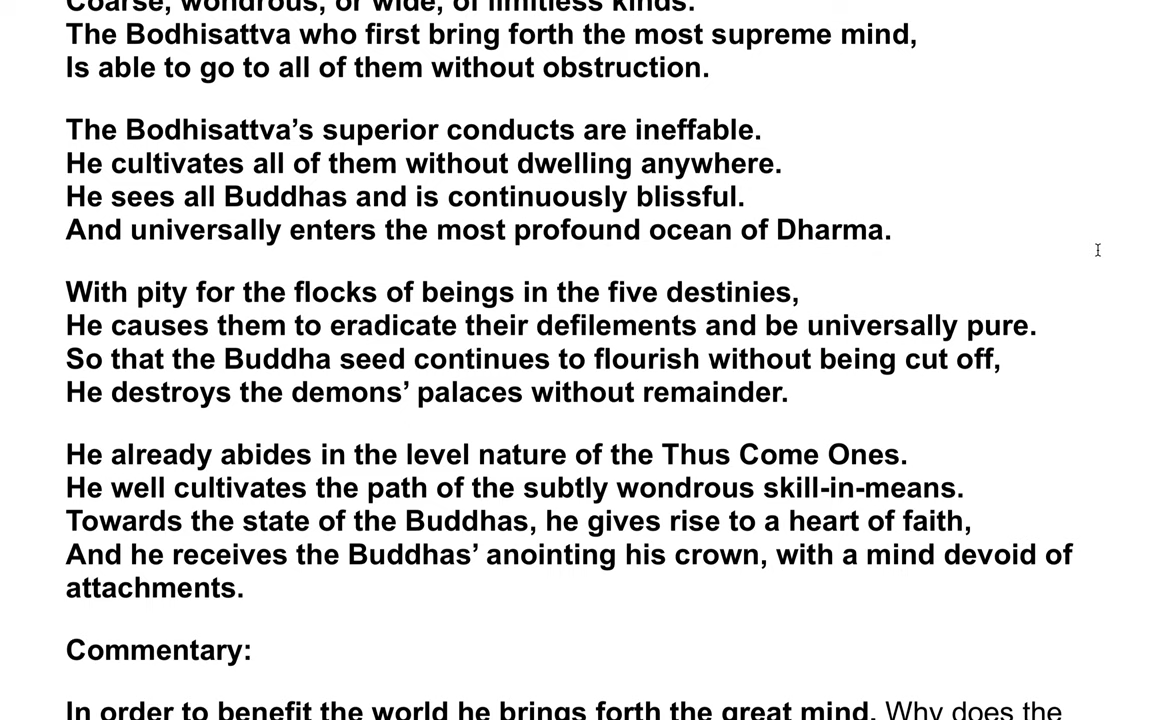 Coarse, wondrous, or wide, of limitless kinds.
The Bodhisattva who first bring forth the most supreme mind,
Is able to go to all of them without obstruction.
The Bodhisattva’s superior conducts are ineffable.
He cultivates all of them without dwelling anywhere.
He sees all Buddhas and is continuously blissful.
And universally enters the most profound ocean of Dharma.
With pity for the flocks of beings in the five destinies,
He causes them to eradicate their defilements and be universally pure.
So that the Buddha seed continues to flourish without being cut off,
He destroys the demons’ palaces without remainder.
He already abides in the level nature of the Thus Come Ones.
He well cultivates the path of the subtly wondrous skill-in-means.
Towards the state of the Buddhas, he gives rise to a heart of faith,
And he receives the Buddhas’ anointing his crown, with a mind devoid of
attachments.
Commentary:
In order to benefit the world he brings forth the great mind. Why does the